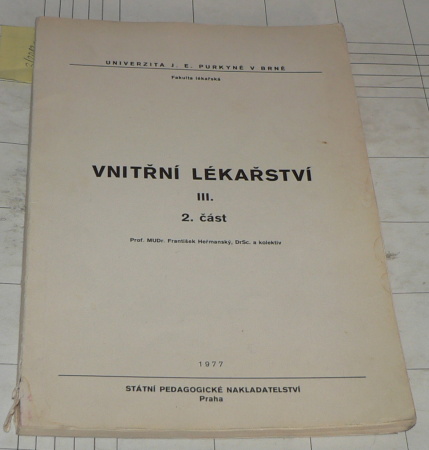 UNIVERZITA J. E. PURKYNĚ V BRNĚ
Fakulta lékařská
VNITŘNÍ LÉKAŘSTVÍ
III.
2. část
Prof. MUDr. František Heřmanský, DrSc. a kolektiv
1977
STÁTNÍ PEDAGOGICKÉ NAKLADATELSTVÍ
Praha